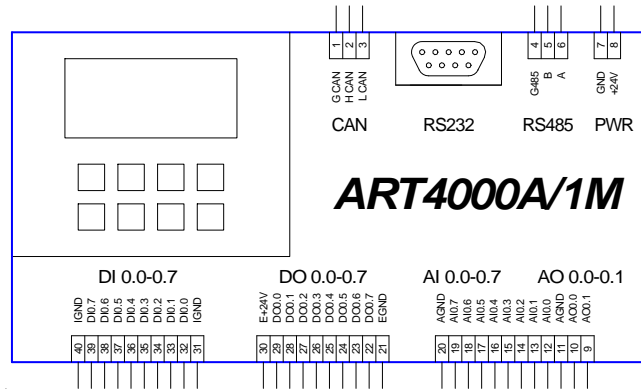 1 2 3
4 5 6
7 8
G CAN
H CAN
L CAN
G485
B
A
GND
+24V
CAN
RS232
RS485
PWR
ART4000A/1M
DI 0.0-0.7
DO 0.0-0.7
AI 0.0-0.7
AO 0.0-0.1
IGND
DI0.7
DI0.6
DI0.5
DI0.4
DI0.3
DI0.2
DI0.1
DI0.0
IGND
E+24V
DO0.0
DO0.1
DO0.2
DO0.3
DO0.4
DO0.5
DO0.6
DO0.7
EGND
AGND
AI0.7
AI0.6
AI0.5
AI0.4
AI0.3
AI0.2
AI0.1
AI0.0
AGND
AO0.0
AO0.1
40 39 38 37 36 35 34 33 32 31
30 29 28 27 26 25 24 23 22 21
20 19 18 17 16 15 14 13 12 11 10 9